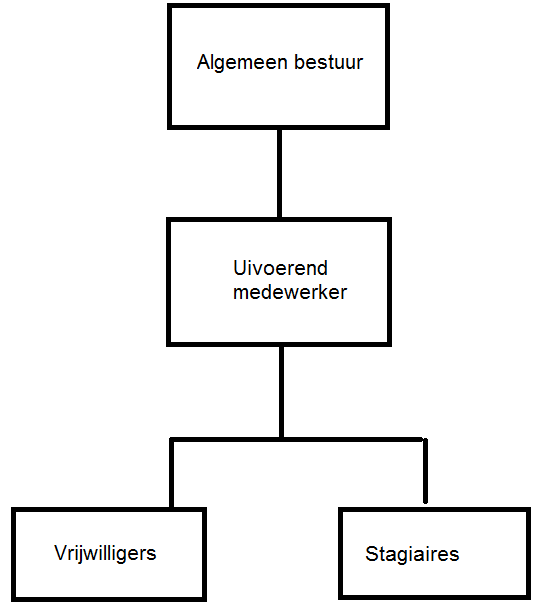 Algemeen bestuur
Uivoerend
medewerker
Vrijwilligers
Stagiaires